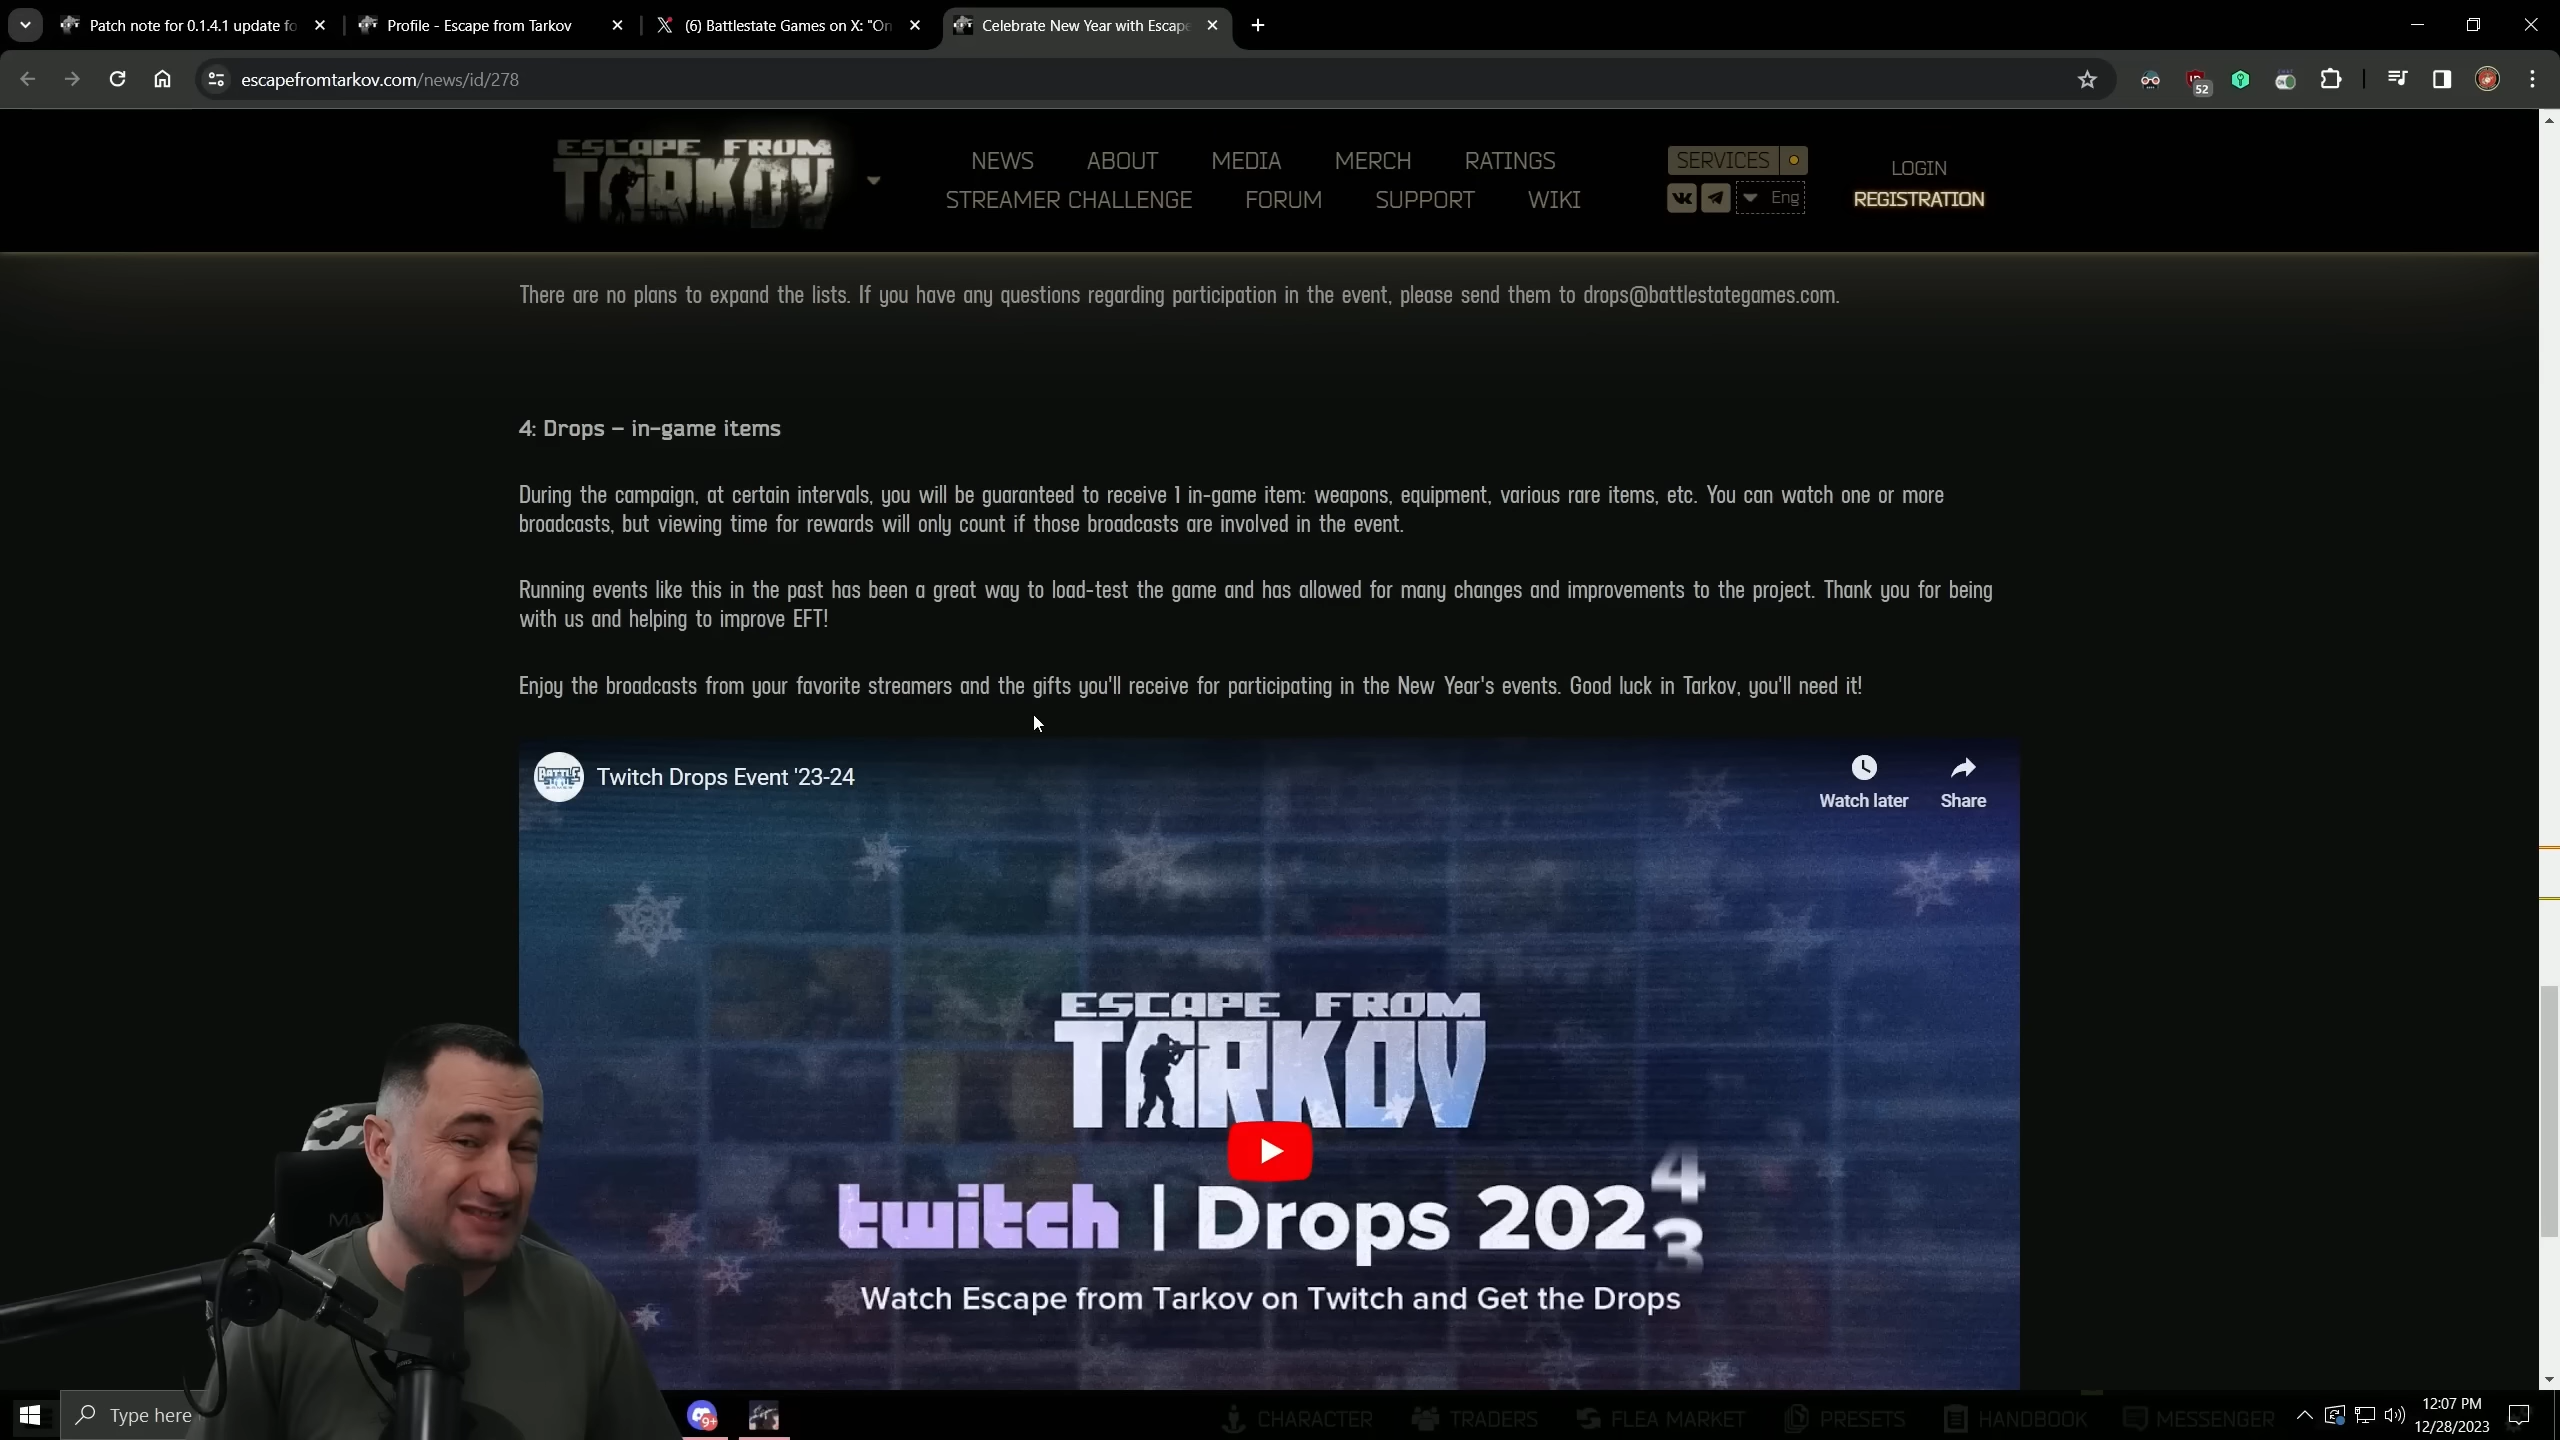 Patch note for 0.1.4.1 update fo
Profile - Escape from Tarkov
(6) Battlestate Games on X: "On
Celebrate New Year with Escape
escapefromtarkov.com/news/id/278
52
ESCAPE FROM
TARKOV
NEWS ABOUT MEDIA MERCH RATINGS
STREAMER CHALLENGE FORUM SUPPORT WIKI
SERVICES
Eng
LOGIN
REGISTRATION
There are no plans to expand the lists. If you have any questions regarding participation in the event, please send them to drops@battlestategames.com.
4: Drops – in-game items
During the campaign, at certain intervals, you will be guaranteed to receive 1 in-game item: weapons, equipment, various rare items, etc. You can watch one or more
broadcasts, but viewing time for rewards will only count if those broadcasts are involved in the event.
Running events like this in the past has been a great way to load-test the game and has allowed for many changes and improvements to the project. Thank you for being
with us and helping to improve EFT!
Enjoy the broadcasts from your favorite streamers and the gifts you'll receive for participating in the New Year's events. Good luck in Tarkov, you'll need it!
BATTLE
STATE
GAMES
Twitch Drops Event '23-24
Watch later
Share
ESCAPE FROM
TARKOV
twitch | Drops 202
4
3
Watch Escape from Tarkov on Twitch and Get the Drops
MAX
Type here
9+
CHARACTER TRADERS FLEA MARKET PRESETS HANDBOOK MESSENGER
12:07 PM
12/28/2023